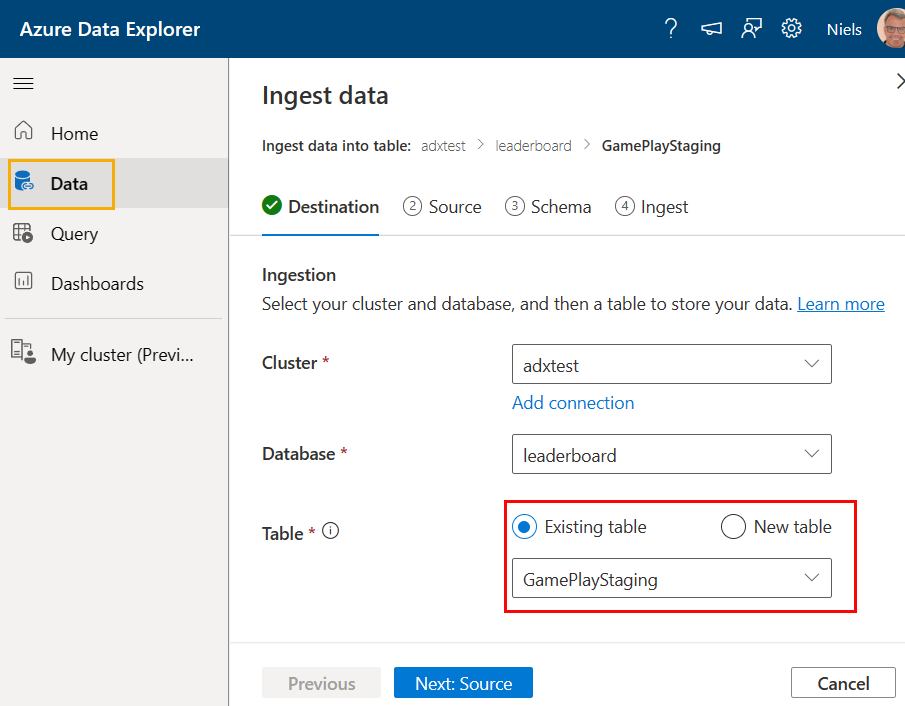 Azure Data Explorer
Niels
Home
Data
Query
Dashboards
My cluster (Previ...
Ingest data
Ingest data into table: adxtest > leaderboard > GamePlayStaging
Destination 2 Source 3 Schema 4 Ingest
Ingestion
Select your cluster and database, and then a table to store your data. Learn more
Cluster * adxtest
Add connection
Database * leaderboard
Table * Existing table New table
GamePlayStaging
Previous Next: Source Cancel